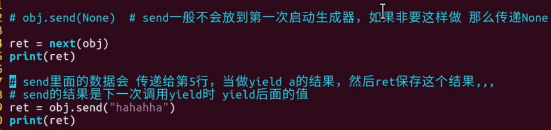 # obj.send(None)  # send一般不会放到第一次启动生成器，如果非要这样做 那么传递None
ret = next(obj)
print(ret)
# send里面的数据会 传递给第5行，当做yield a的结果，然后ret保存这个结果,,,
# send的结果是下一次调用yield时 yield后面的值
ret = obj.send("hahahha")
print(ret)